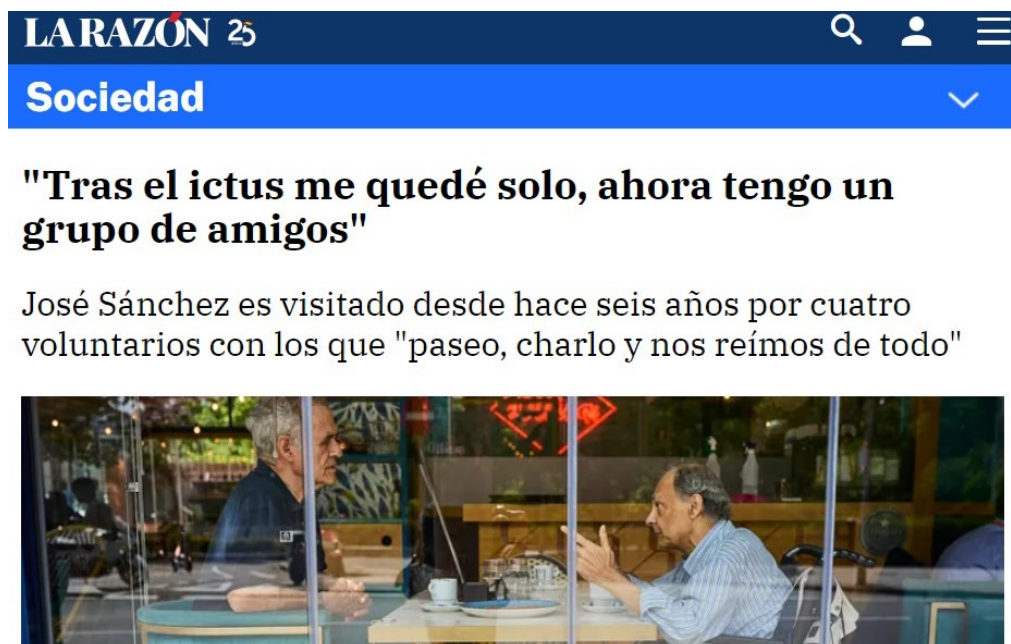 LA RAZÓN 25
Sociedad
"Tras el ictus me quedé solo, ahora tengo un
grupo de amigos"
José Sánchez es visitado desde hace seis años por cuatro
voluntarios con los que "paseo, charlo y nos reímos de todo"